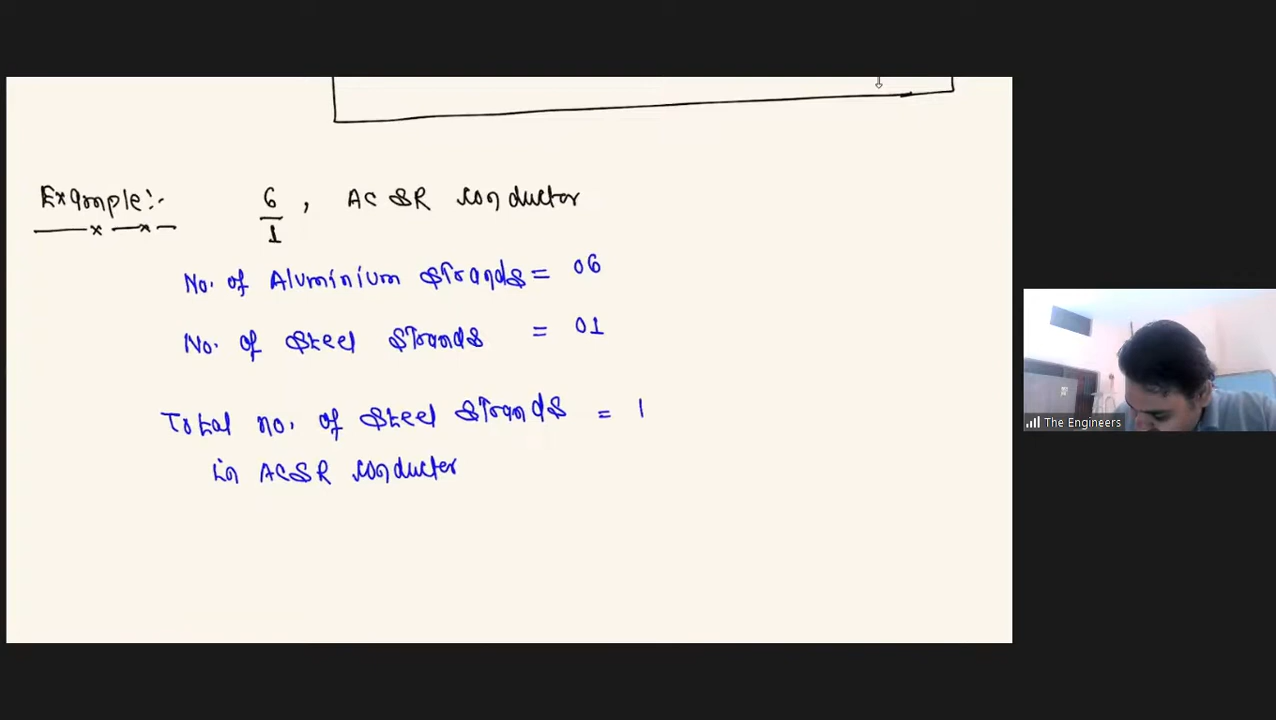 Example:-
6/1, ACSR conductor
No. of Aluminium Strands = 06
No. of Steel Strands = 01
Total no. of Steel Strands = 1
in ACSR conductor
The Engineers